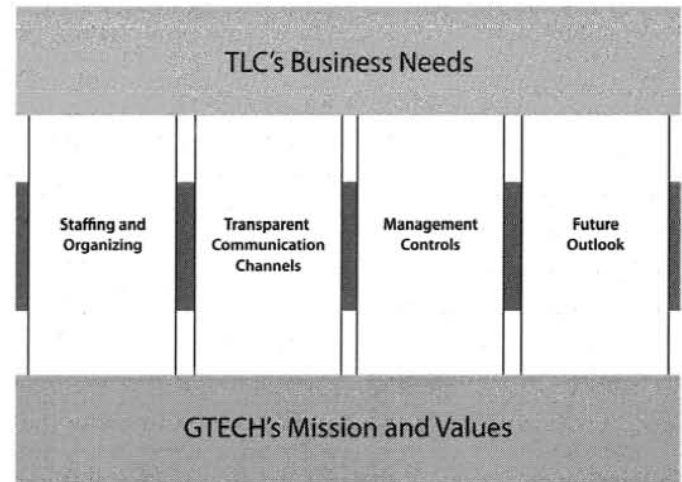 TLC's Business Needs
Staffing and
Organizing
Transparent
Communication
Channels
Management
Controls
Future
Outlook
GTECH's Mission and Values